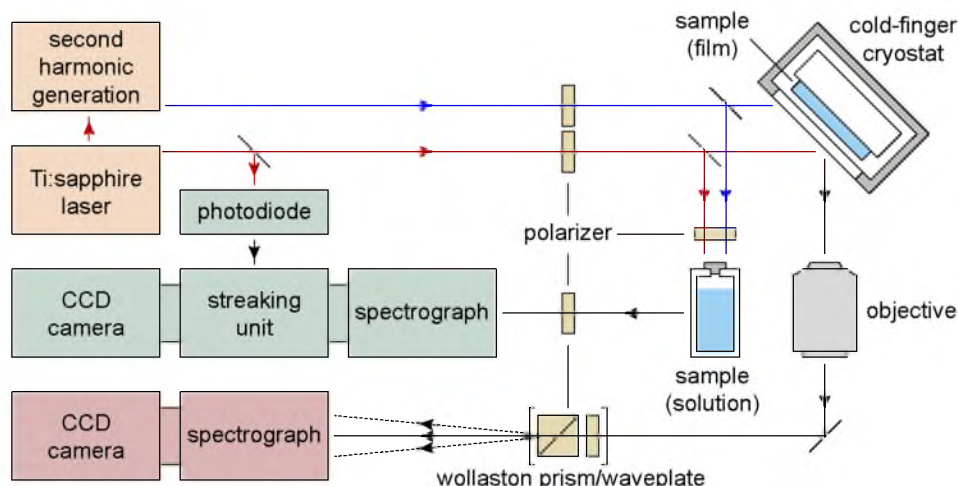 second
harmonic
generation
sample
(film)
cold-finger
cryostat
Ti:sapphire
laser
photodiode
polarizer
CCD
camera
streaking
unit
spectrograph
objective
sample
(solution)
CCD
camera
spectrograph
wollaston prism/waveplate